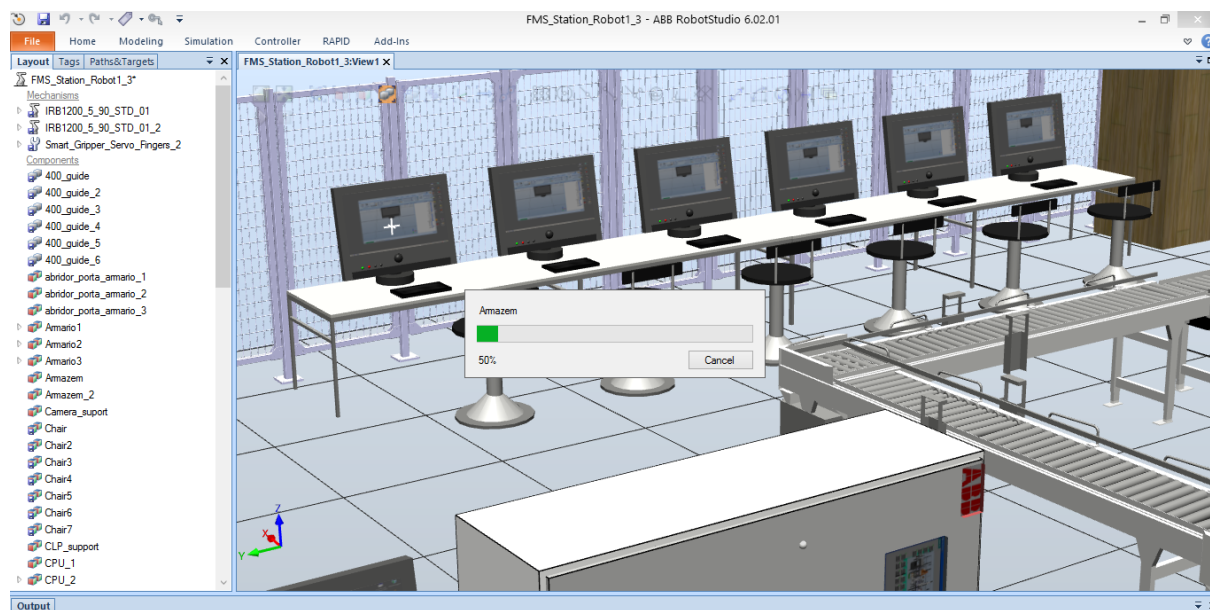 FMS_Station_Robot1_3 - ABB RobotStudio 6.02.01
File Home Modeling Simulation Controller RAPID Add-Ins
Layout Tags Paths&Targets
FMS_Station_Robot1_3:View1
FMS_Station_Robot1_3*
Mechanisms
IRB1200_5_90_STD_01
IRB1200_5_90_STD_01_2
Smart_Gripper_Servo_Fingers_2
Components
400_guide
400_guide_2
400_guide_3
400_guide_4
400_guide_5
400_guide_6
abridor_porta_armario_1
abridor_porta_armario_2
abridor_porta_armario_3
Armario1
Armario2
Armario3
Armazem
Armazem_2
Camera_suport
Chair
Chair2
Chair3
Chair4
Chair5
Chair6
Chair7
CLP_support
CPU_1
CPU_2
Armazem
50%
Cancel
ABB
Z
X
Y
Output